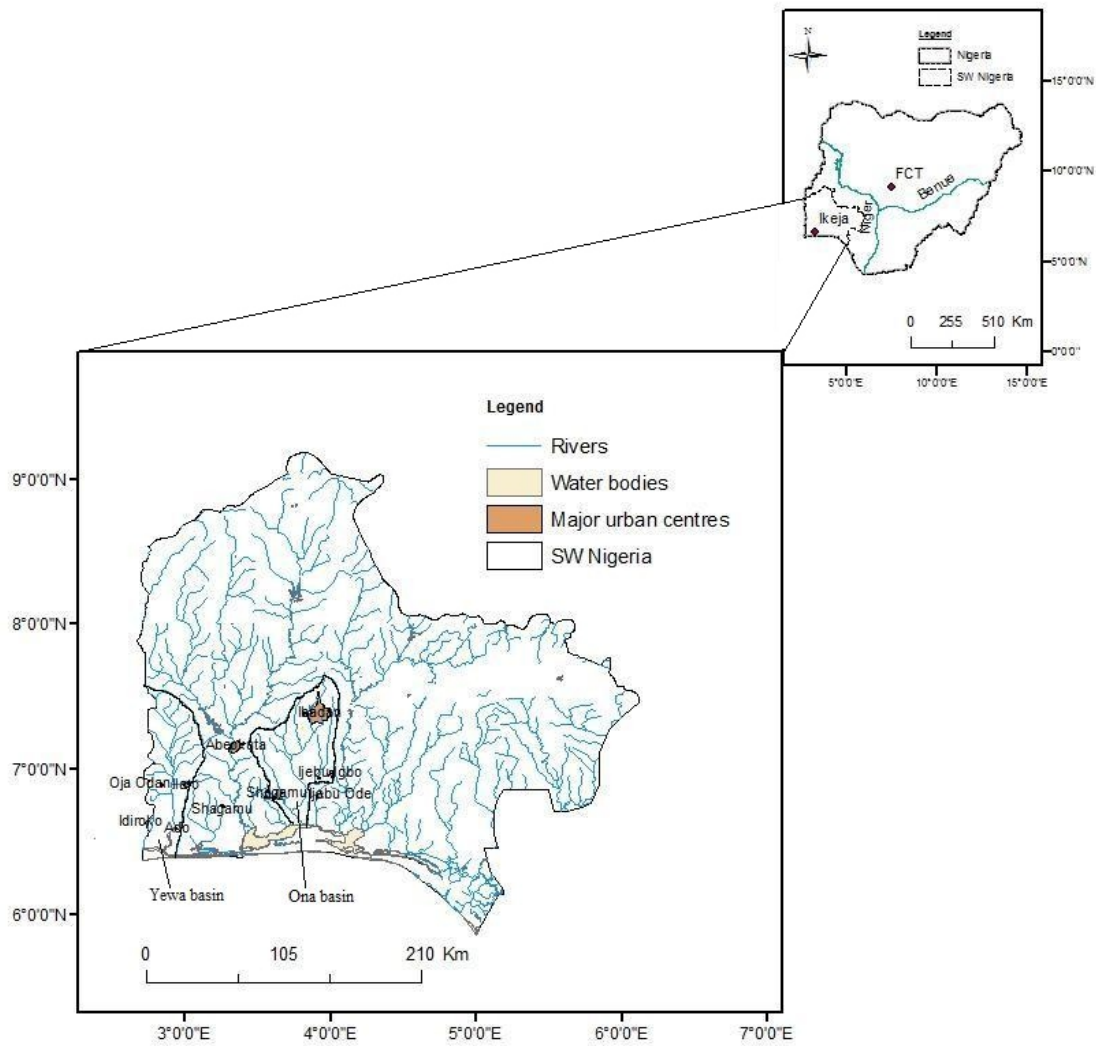 N
Legend
Nigeria
SW Nigeria
15°0'0"N
10°0'0"N
5°0'0"N
0°0'0"
FCT
Benue
Niger
Ikeja
0 255 510 Km
5°0'0"E 10°0'0"E 15°0'0"E
Legend
Rivers
Water bodies
Major urban centres
SW Nigeria
9°0'0"N
8°0'0"N
7°0'0"N
6°0'0"N
Ibadan
Abeokuta
Ijebu Igbo
Oja Odan
Ilaro
Shagamu
Ijabu Ode
Shagamu
Idiroko
Ado
Yewa basin
Ona basin
0 105 210 Km
3°0'0"E 4°0'0"E 5°0'0"E 6°0'0"E 7°0'0"E